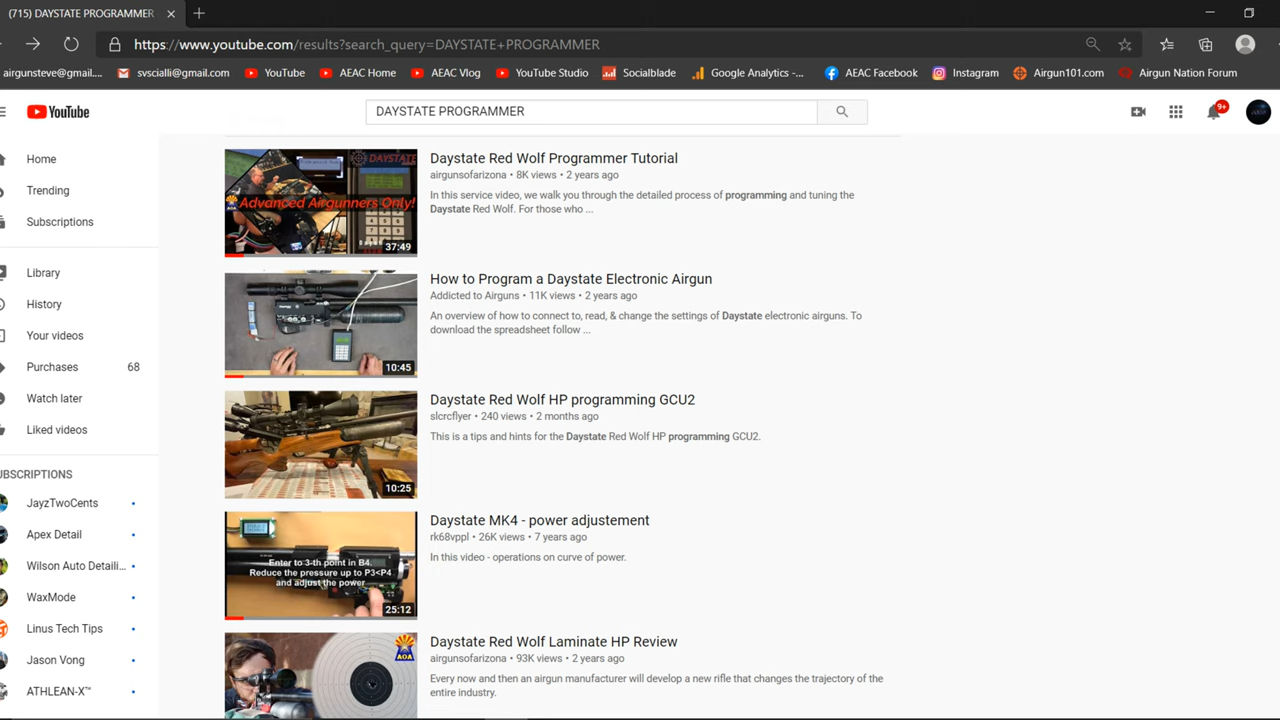 (715) DAYSTATE PROGRAMMER
https://www.youtube.com/results?search_query=DAYSTATE+PROGRAMMER
airgunsteve@gmail....
svscialli@gmail.com
YouTube
AEAC Home
AEAC Vlog
YouTube Studio
Socialblade
Google Analytics -...
AEAC Facebook
Instagram
Airgun101.com
Airgun Nation Forum
YouTube
DAYSTATE PROGRAMMER
9+
Home
Trending
Subscriptions
Library
History
Your videos
Purchases 68
Watch later
Liked videos
UBSCRIPTIONS
JayzTwoCents
Apex Detail
Wilson Auto Detaili...
WaxMode
Linus Tech Tips
Jason Vong
ATHLEAN-X™
DAYSTATE
Advanced Airgunners Only!
AOA
37:49
Daystate Red Wolf Programmer Tutorial
airgunsofarizona • 8K views • 2 years ago
In this service video, we walk you through the detailed process of programming and tuning the
Daystate Red Wolf. For those who ...
10:45
How to Program a Daystate Electronic Airgun
Addicted to Airguns • 11K views • 2 years ago
An overview of how to connect to, read, & change the settings of Daystate electronic airguns. To
download the spreadsheet follow ...
10:25
Daystate Red Wolf HP programming GCU2
slcrcflyer • 240 views • 2 months ago
This is a tips and hints for the Daystate Red Wolf HP programming GCU2.
Enter to 3-th point in B4.
Reduce the pressure up to P3<P4
and adjust the power
25:12
Daystate MK4 - power adjustement
rk68vppl • 26K views • 7 years ago
In this video - operations on curve of power.
AOA
Daystate Red Wolf Laminate HP Review
airgunsofarizona • 93K views • 2 years ago
Every now and then an airgun manufacturer will develop a new rifle that changes the trajectory of the
entire industry.